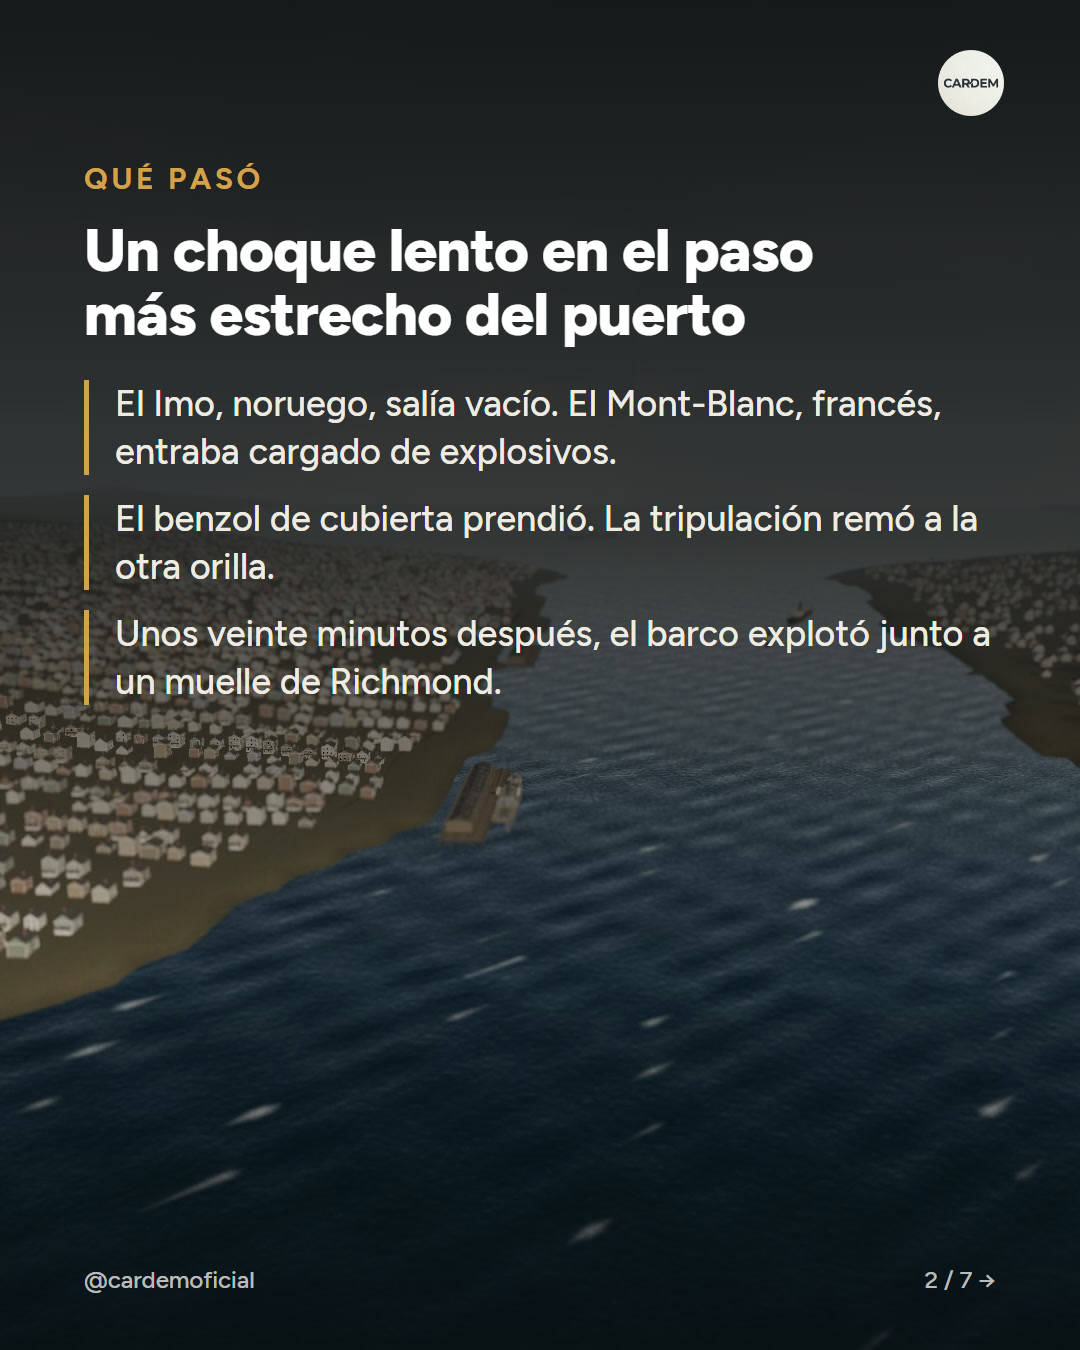 CARDEM
QUÉ PASÓ
Un choque lento en el paso
más estrecho del puerto
El Imo, noruego, salía vacío. El Mont-Blanc, francés,
entraba cargado de explosivos.
El benzol de cubierta prendió. La tripulación remó a la
otra orilla.
Unos veinte minutos después, el barco explotó junto a
un muelle de Richmond.
@cardemoficial
2 / 7 →